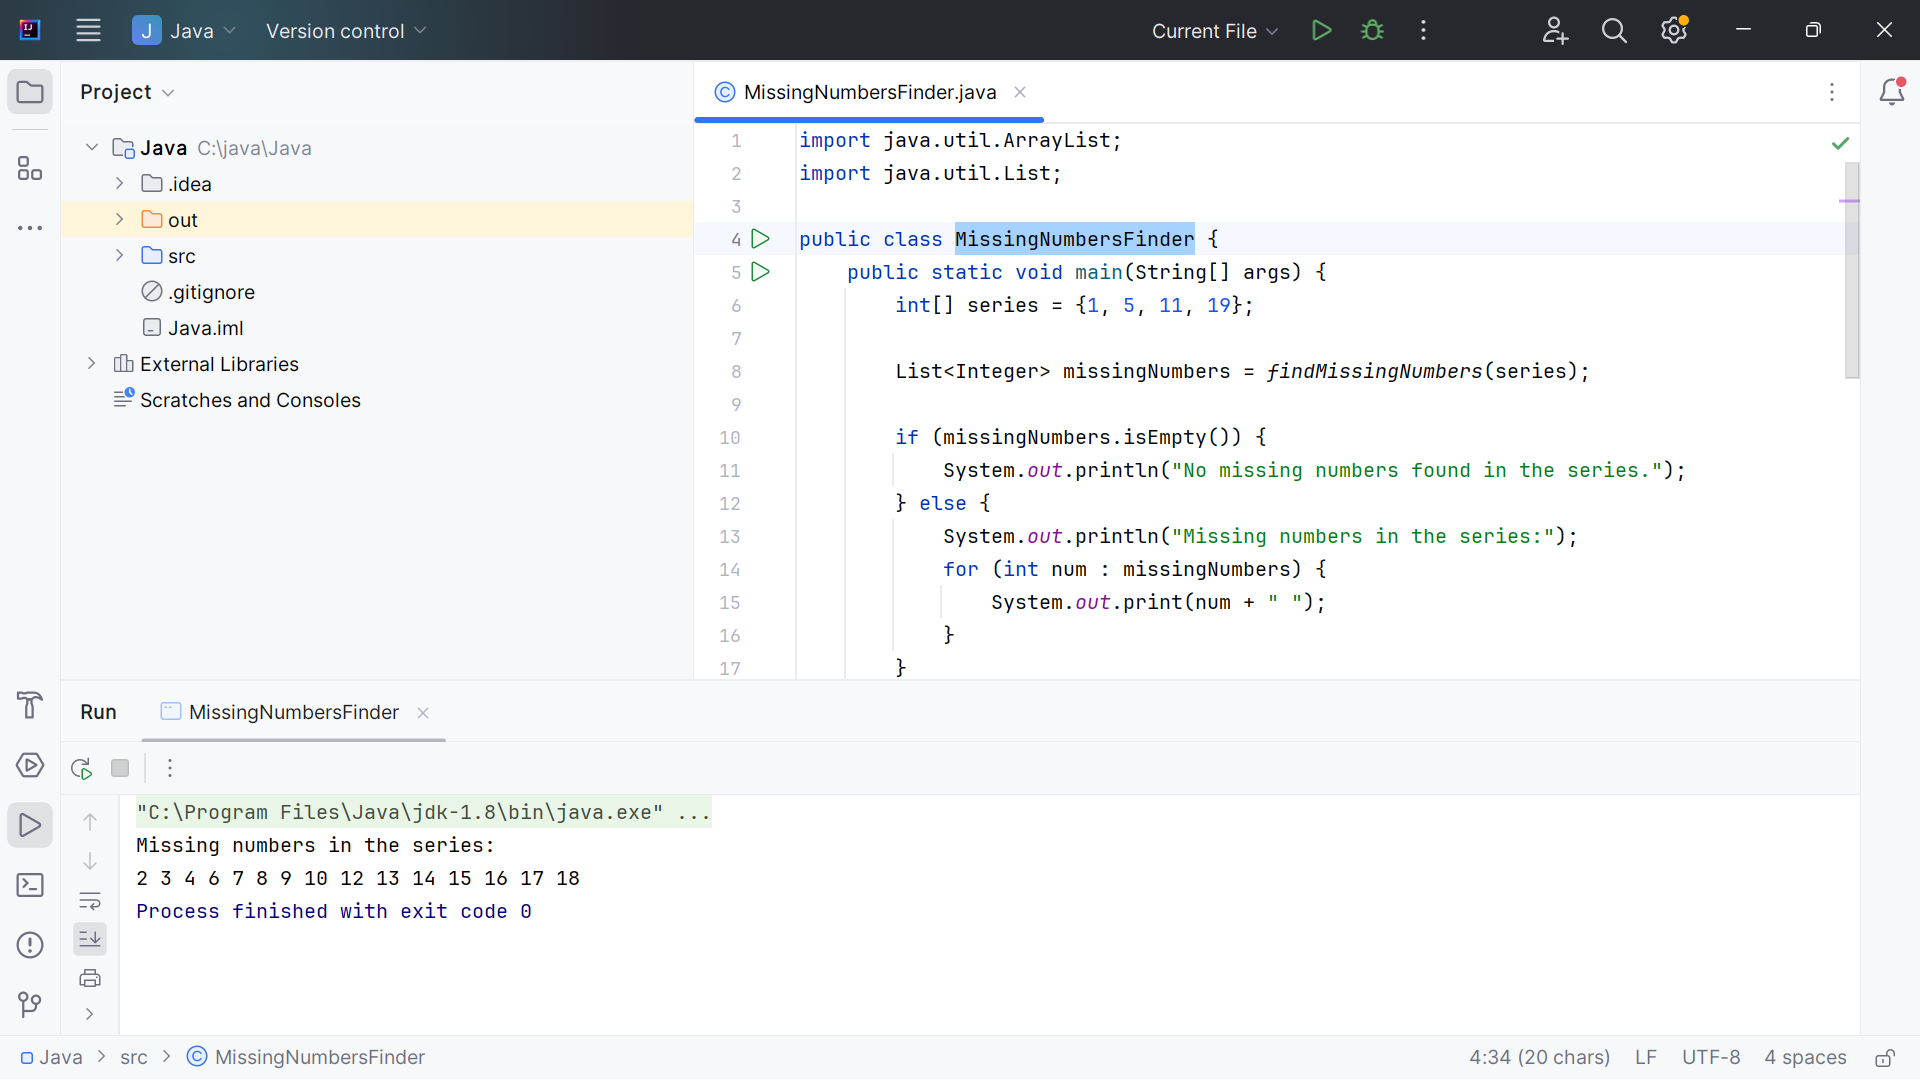 J Java Version control Current File
Project
MissingNumbersFinder.java
Java C:\java\Java
.idea
out
src
.gitignore
Java.iml
External Libraries
Scratches and Consoles
1 import java.util.ArrayList;
2 import java.util.List;
3
4 public class MissingNumbersFinder {
5 public static void main(String[] args) {
6 int[] series = {1, 5, 11, 19};
7
8 List<Integer> missingNumbers = findMissingNumbers(series);
9
10 if (missingNumbers.isEmpty()) {
11 System.out.println("No missing numbers found in the series.");
12 } else {
13 System.out.println("Missing numbers in the series:");
14 for (int num : missingNumbers) {
15 System.out.print(num + " ");
16 }
17 }
Run MissingNumbersFinder
"C:\Program Files\Java\jdk-1.8\bin\java.exe" ...
Missing numbers in the series:
2 3 4 6 7 8 9 10 12 13 14 15 16 17 18
Process finished with exit code 0
Java > src > MissingNumbersFinder 4:34 (20 chars) LF UTF-8 4 spaces